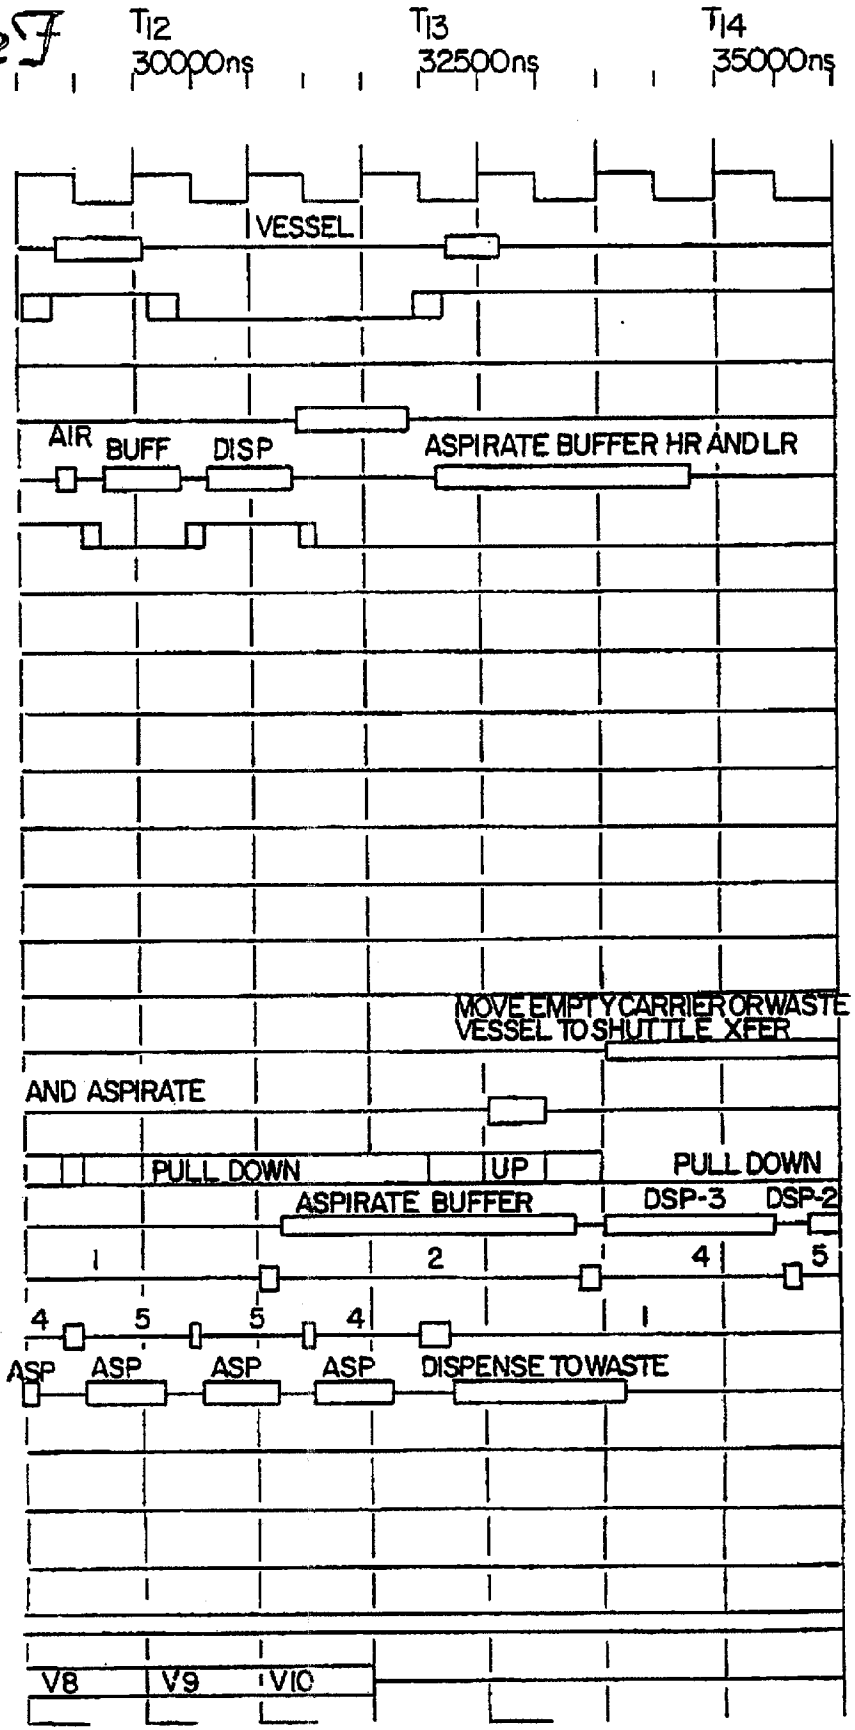 T12 T13 T14
30000ns 32500ns 35000ns
VESSEL
AIR BUFF DISP ASPIRATE BUFFER HR AND LR
MOVE EMPTY CARRIER OR WASTE
VESSEL TO SHUTTLE XFER
AND ASPIRATE
PULL DOWN UP PULL DOWN
ASPIRATE BUFFER DSP-3 DSP-2
1 2 4 5
4 5 5 4 1
ASP ASP ASP ASP DISPENSE TO WASTE
V8 V9 V10